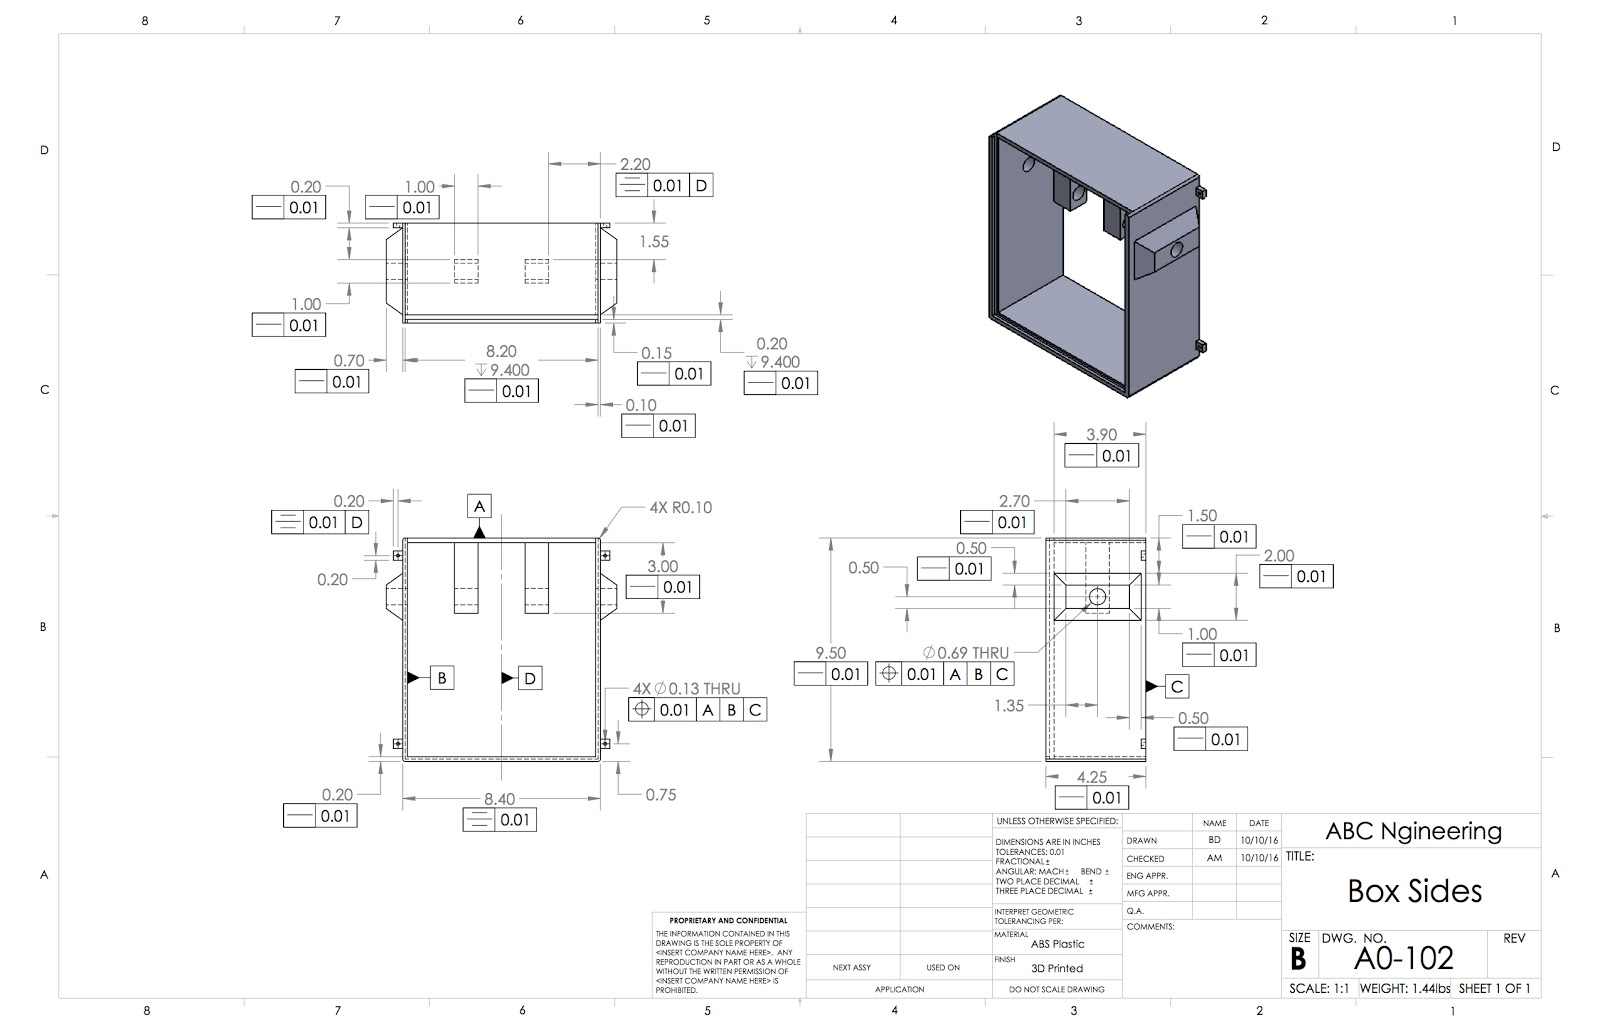 8 7 6 5 4 3 2 1
D D
2.20
0.01 D
0.20
0.01
1.00
0.01
1.55
1.00
0.01
0.70
0.01
8.20
↧ 9.400
0.01
0.15
0.01
0.20
↧ 9.400
0.01
0.10
0.01
C C
3.90
0.01
0.20
0.01 D
A
4X R0.10
0.20
3.00
0.01
B
D
4X ∅0.13 THRU
0.01 A B C
0.20
0.01
8.40
0.01
0.75
2.70
0.01
1.50
0.01
0.50
0.01
0.50
2.00
0.01
B B
1.00
0.01
9.50
0.01
∅0.69 THRU
0.01 A B C
C
1.35
0.50
0.01
4.25
0.01
A A
UNLESS OTHERWISE SPECIFIED:
DIMENSIONS ARE IN INCHES
TOLERANCES: 0.01
FRACTIONAL±
ANGULAR: MACH± BEND ±
TWO PLACE DECIMAL ±
THREE PLACE DECIMAL ±
INTERPRET GEOMETRIC
TOLERANCING PER:
MATERIAL
ABS Plastic
FINISH
3D Printed
DO NOT SCALE DRAWING
NAME DATE
DRAWN BD 10/10/16
CHECKED AM 10/10/16
ENG APPR.
MFG APPR.
Q.A.
COMMENTS:
ABC Ngineering
TITLE:
Box Sides
SIZE DWG. NO. REV
B A0-102
SCALE: 1:1 WEIGHT: 1.44lbs SHEET 1 OF 1
PROPRIETARY AND CONFIDENTIAL
THE INFORMATION CONTAINED IN THIS
DRAWING IS THE SOLE PROPERTY OF
<INSERT COMPANY NAME HERE>. ANY
REPRODUCTION IN PART OR AS A WHOLE
WITHOUT THE WRITTEN PERMISSION OF
<INSERT COMPANY NAME HERE> IS
PROHIBITED.
NEXT ASSY USED ON
APPLICATION
8 7 6 5 4 3 2 1